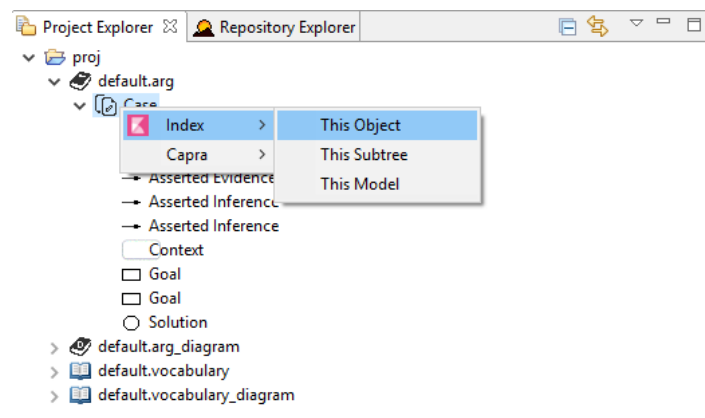 Project Explorer Repository Explorer
proj
default.arg
Case
Index This Object
Capra This Subtree
This Model
Asserted Evidence
Asserted Inference
Asserted Inference
Context
Goal
Goal
Solution
default.arg_diagram
default.vocabulary
default.vocabulary_diagram